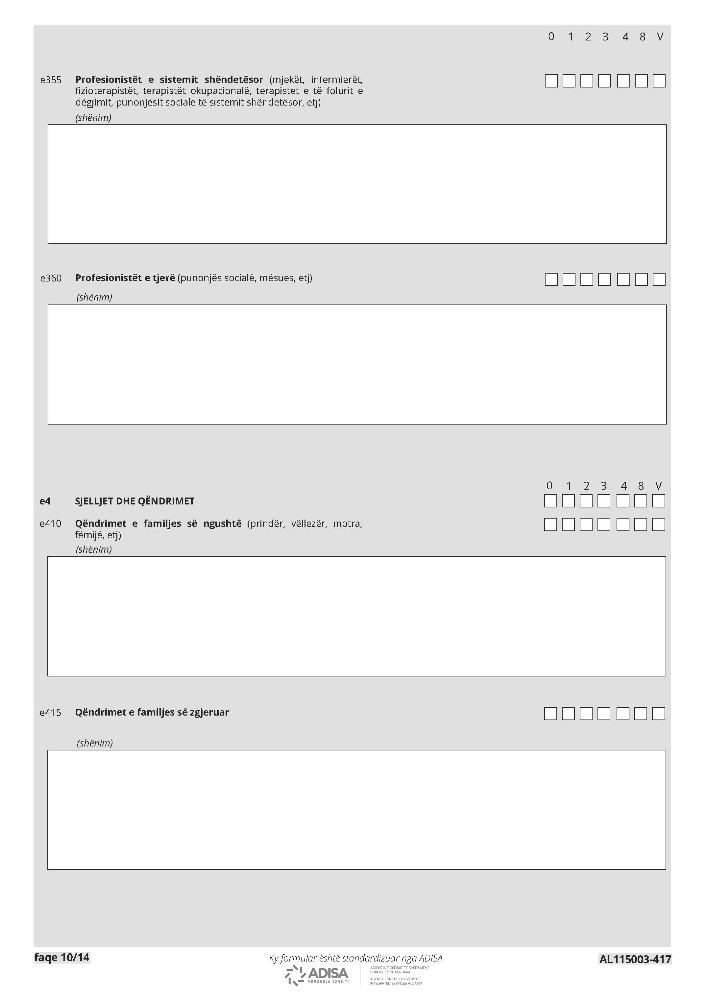 0 1 2 3 4 8 V
e355 Profesionistët e sistemit shëndetësor (mjekët, infermierët,
fizioterapistët, terapistët okupacionalë, terapistet e të folurit e
dëgjimit, punonjësit socialë të sistemit shëndetësor, etj)
(shënim)
e360 Profesionistët e tjerë (punonjës socialë, mësues, etj)
(shënim)
0 1 2 3 4 8 V
e4 SJELLJET DHE QËNDRIMET
e410 Qëndrimet e familjes së ngushtë (prindër, vëllezër, motra,
fëmijë, etj)
(shënim)
e415 Qëndrimet e familjes së zgjeruar
(shënim)
faqe 10/14
Ky formular është standardizuar nga ADISA
AL115003-417
ADISA
VËMENDJA JONË, TI
AGJENCIA E OFRIMIT TË SHËRBIMEVE
PUBLIKE TË INTEGRUARA
AGENCY FOR THE DELIVERY OF
INTEGRATED SERVICES ALBANIA